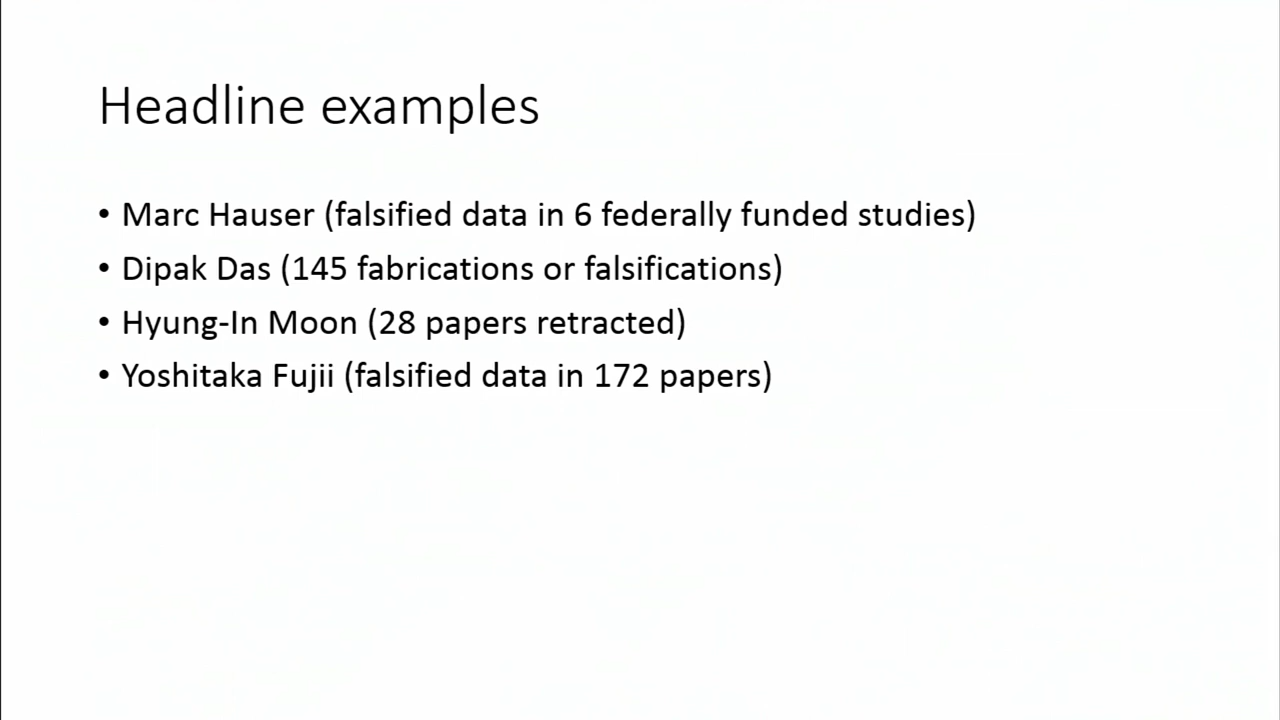 Headline examples
• Marc Hauser (falsified data in 6 federally funded studies)
• Dipak Das (145 fabrications or falsifications)
• Hyung-In Moon (28 papers retracted)
• Yoshitaka Fujii (falsified data in 172 papers)